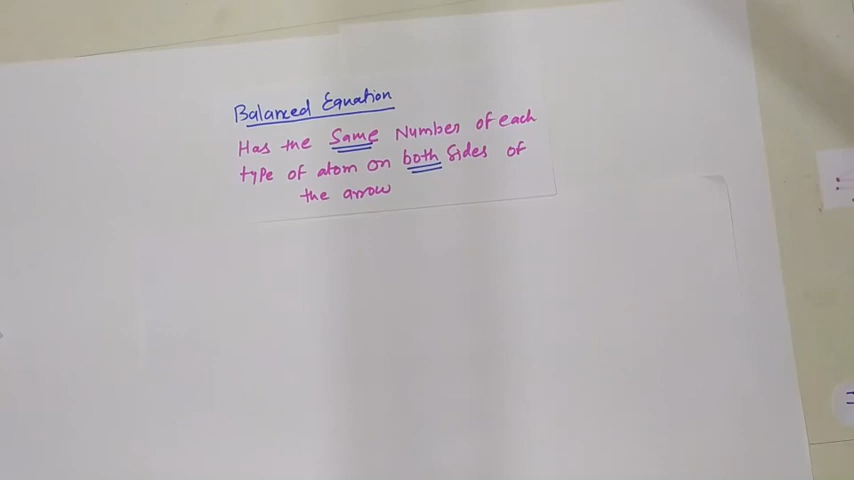 Balanced Equation
Has the Same Number of each
type of atom on both Sides of
the arrow